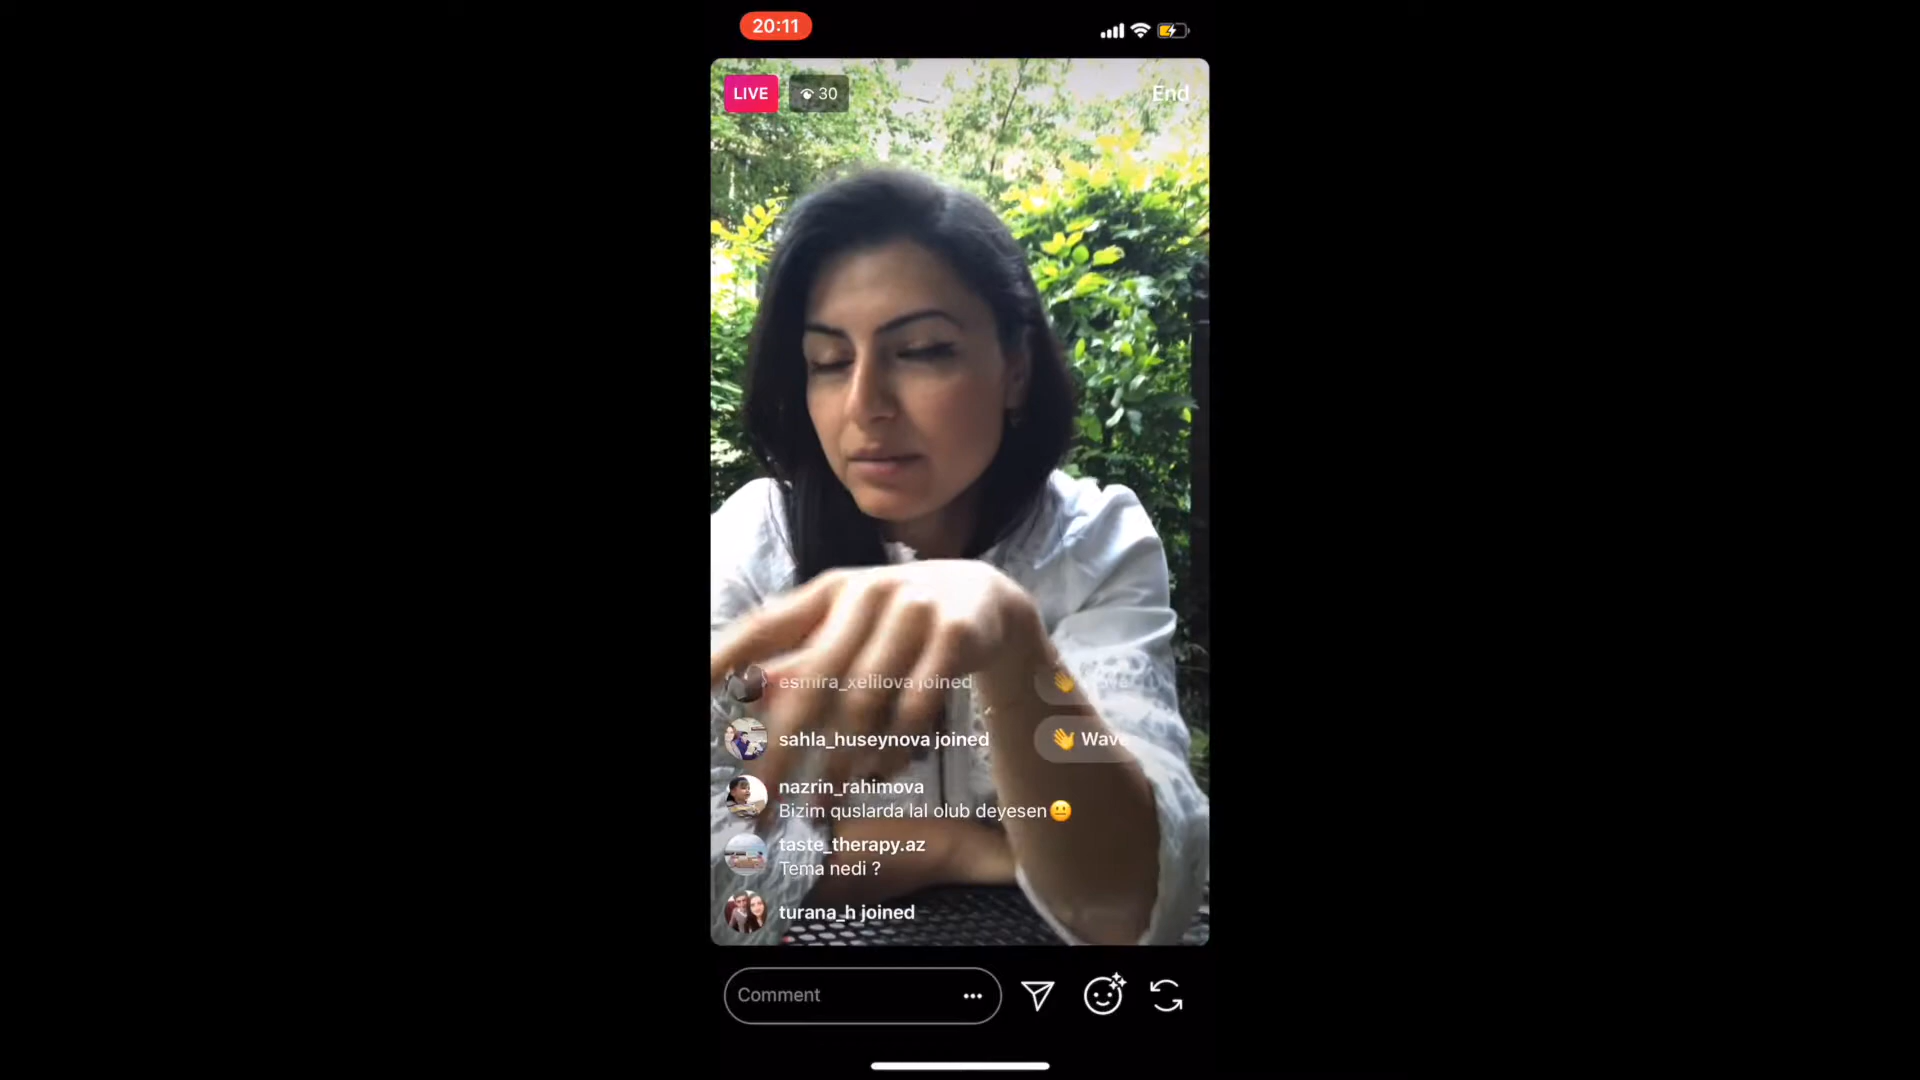 20:11
LIVE
30
End
esmira_xelilova joined
sahla_huseynova joined
Wave
nazrin_rahimova
Bizim quslarda lal olub deyesen😐
taste_therapy.az
Tema nedi ?
turana_h joined
Comment